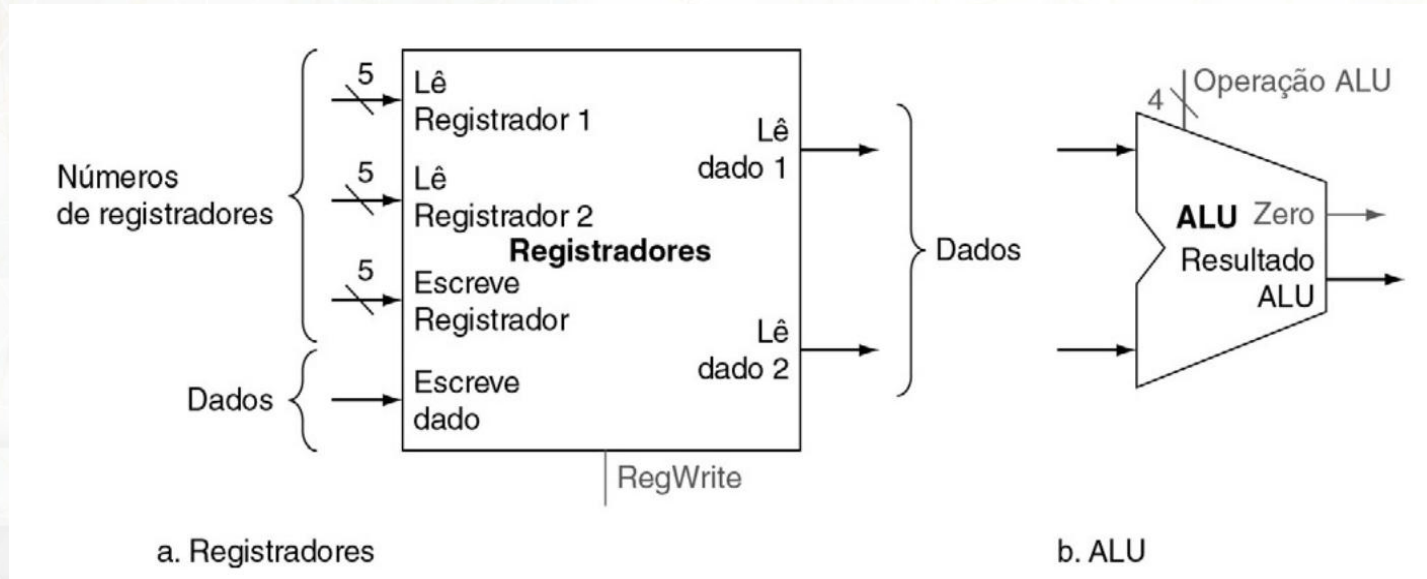 Números
de registradores
Dados
5
Lê
Registrador 1
5
Lê
Registrador 2
Registradores
5
Escreve
Registrador
Escreve
dado
Lê
dado 1
Lê
dado 2
RegWrite
Dados
a. Registradores
4
Operação ALU
ALU Zero
Resultado
ALU
b. ALU